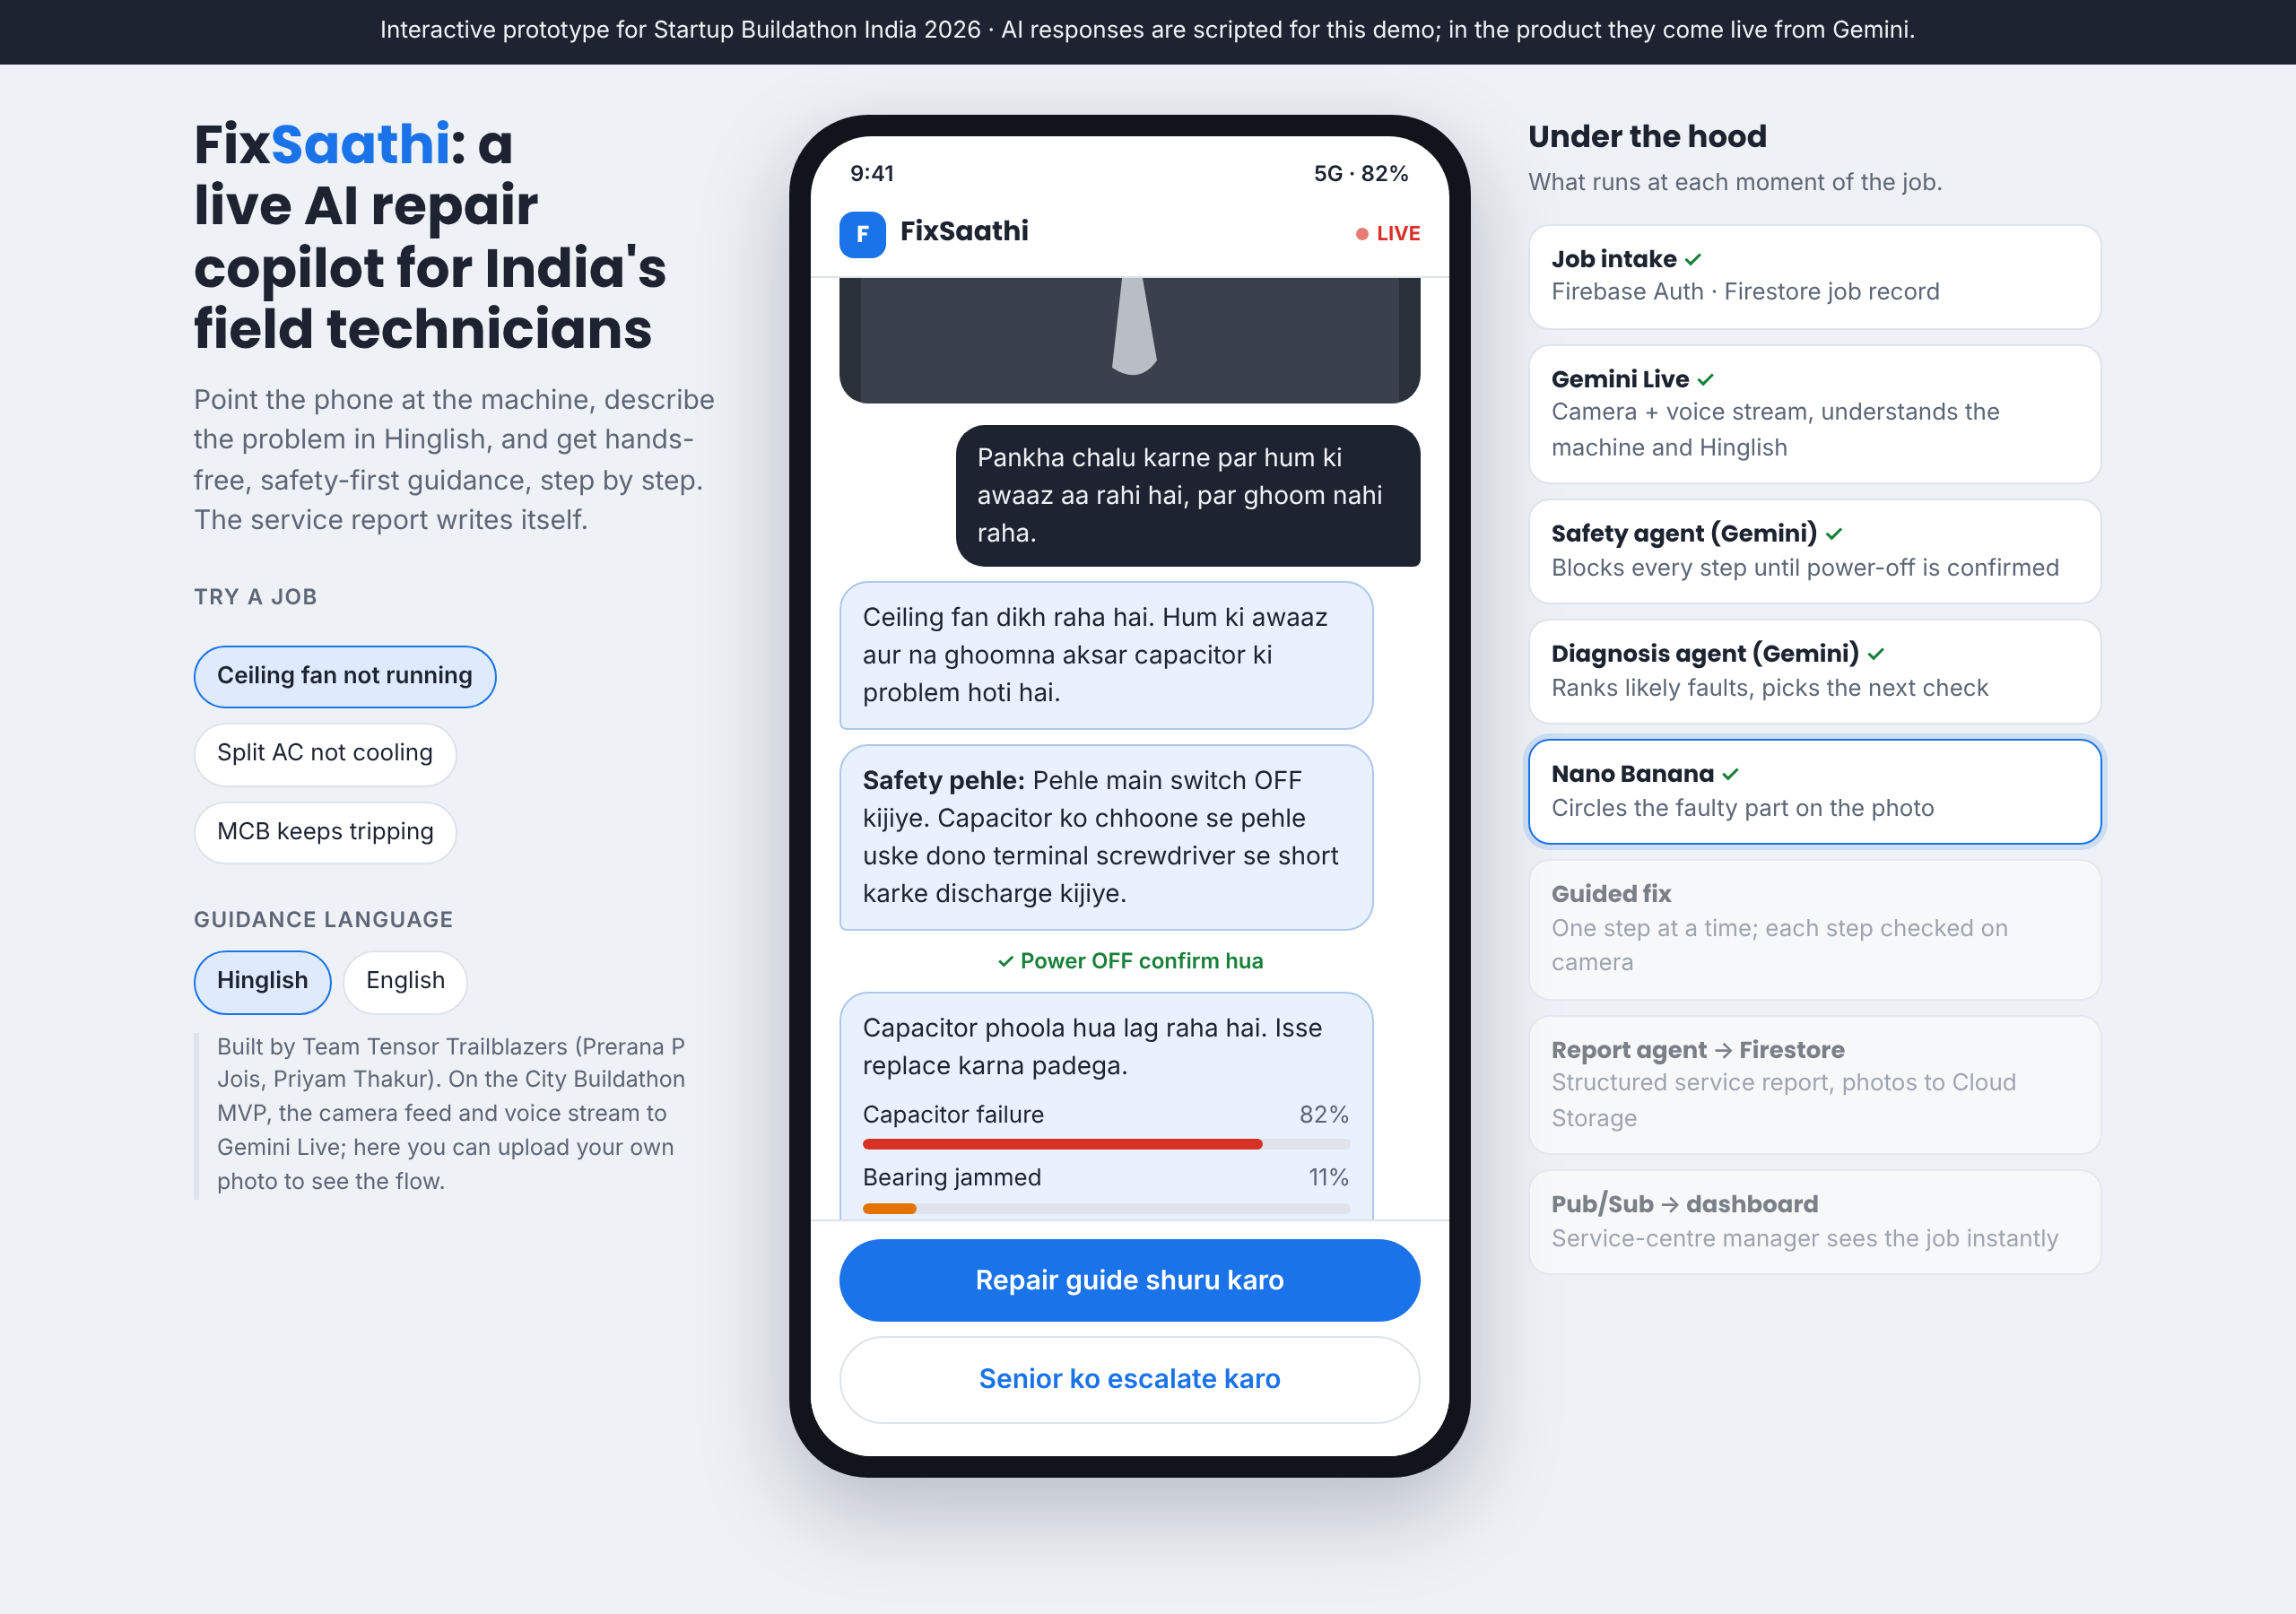 Interactive prototype for Startup Buildathon India 2026 · AI responses are scripted for this demo; in the product they come live from Gemini.
FixSaathi: a
live AI repair
copilot for India's
field technicians
Point the phone at the machine, describe
the problem in Hinglish, and get hands-
free, safety-first guidance, step by step.
The service report writes itself.
TRY A JOB
Ceiling fan not running
Split AC not cooling
MCB keeps tripping
GUIDANCE LANGUAGE
Hinglish English
Built by Team Tensor Trailblazers (Prerana P
Jois, Priyam Thakur). On the City Buildathon
MVP, the camera feed and voice stream to
Gemini Live; here you can upload your own
photo to see the flow.
9:41 5G · 82%
F FixSaathi LIVE
Pankha chalu karne par hum ki
awaaz aa rahi hai, par ghoom nahi
raha.
Ceiling fan dikh raha hai. Hum ki awaaz
aur na ghoomna aksar capacitor ki
problem hoti hai.
Safety pehle: Pehle main switch OFF
kijiye. Capacitor ko chhoone se pehle
uske dono terminal screwdriver se short
karke discharge kijiye.
✓ Power OFF confirm hua
Capacitor phoola hua lag raha hai. Isse
replace karna padega.
Capacitor failure 82%
Bearing jammed 11%
Repair guide shuru karo
Senior ko escalate karo
Under the hood
What runs at each moment of the job.
Job intake ✓
Firebase Auth · Firestore job record
Gemini Live ✓
Camera + voice stream, understands the
machine and Hinglish
Safety agent (Gemini) ✓
Blocks every step until power-off is confirmed
Diagnosis agent (Gemini) ✓
Ranks likely faults, picks the next check
Nano Banana ✓
Circles the faulty part on the photo
Guided fix
One step at a time; each step checked on
camera
Report agent → Firestore
Structured service report, photos to Cloud
Storage
Pub/Sub → dashboard
Service-centre manager sees the job instantly